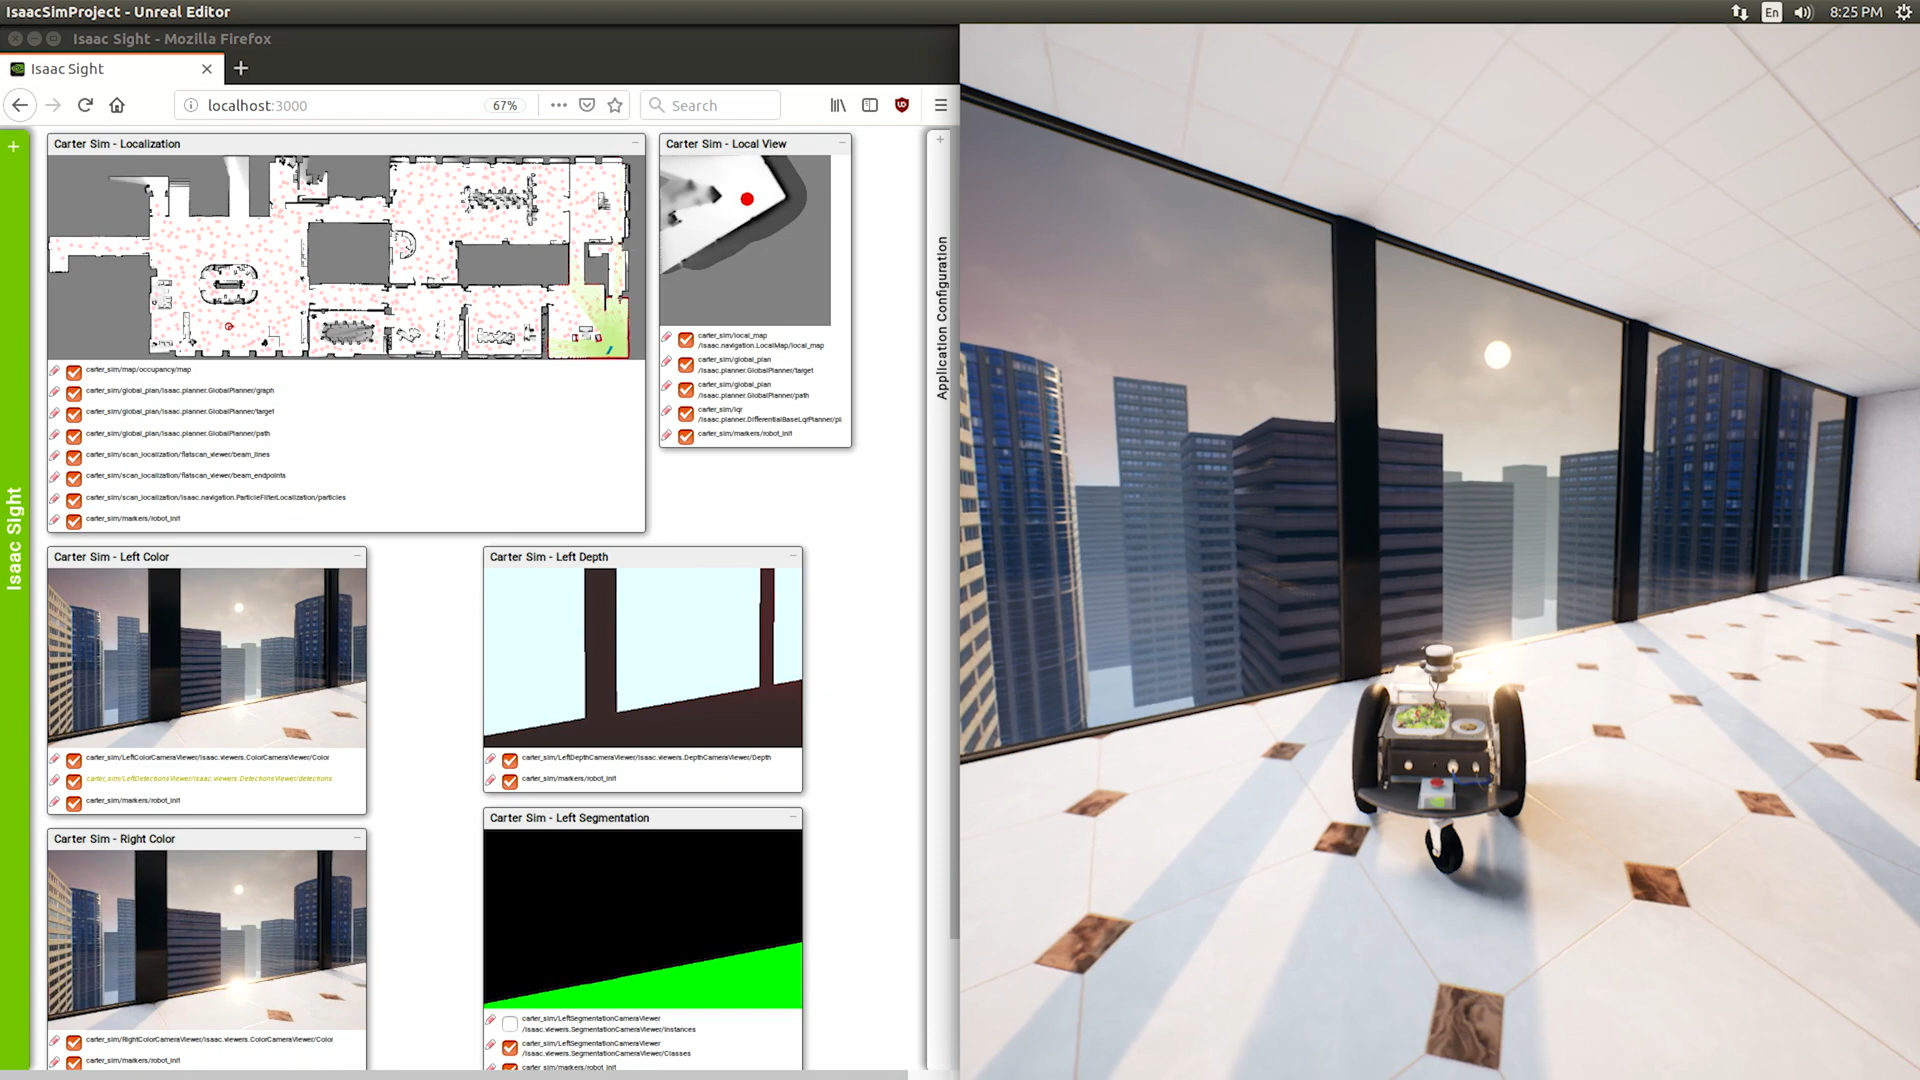 IsaacSimProject - Unreal Editor
En
8:25 PM
Isaac Sight - Mozilla Firefox
Isaac Sight
localhost:3000
67%
Search
Isaac Sight
Application Configuration
Carter Sim - Localization
carter_sim/map/occupancy/map
carter_sim/global_plan/isaac.planner.GlobalPlanner/graph
carter_sim/global_plan/isaac.planner.GlobalPlanner/target
carter_sim/global_plan/isaac.planner.GlobalPlanner/path
carter_sim/scan_localization/flatscan_viewer/beam_lines
carter_sim/scan_localization/flatscan_viewer/beam_endpoints
carter_sim/scan_localization/isaac.navigation.ParticleFilterLocalization/particles
carter_sim/markers/robot_init
Carter Sim - Local View
carter_sim/local_map
/isaac.navigation.LocalMap/local_map
carter_sim/global_plan
/isaac.planner.GlobalPlanner/target
carter_sim/global_plan
/isaac.planner.GlobalPlanner/path
carter_sim/lqr
/isaac.planner.DifferentialBaseLqrPlanner/pl
carter_sim/markers/robot_init
Carter Sim - Left Color
carter_sim/LeftColorCameraViewer/isaac.viewers.ColorCameraViewer/Color
carter_sim/LeftDetectionsViewer/isaac.viewers.DetectionsViewer/detections
carter_sim/markers/robot_init
Carter Sim - Left Depth
carter_sim/LeftDepthCameraViewer/isaac.viewers.DepthCameraViewer/Depth
carter_sim/markers/robot_init
Carter Sim - Right Color
carter_sim/RightColorCameraViewer/isaac.viewers.ColorCameraViewer/Color
carter_sim/markers/robot_init
Carter Sim - Left Segmentation
carter_sim/LeftSegmentationCameraViewer
/isaac.viewers.SegmentationCameraViewer/Instances
carter_sim/LeftSegmentationCameraViewer
/isaac.viewers.SegmentationCameraViewer/Classes
carter_sim/markers/robot_init